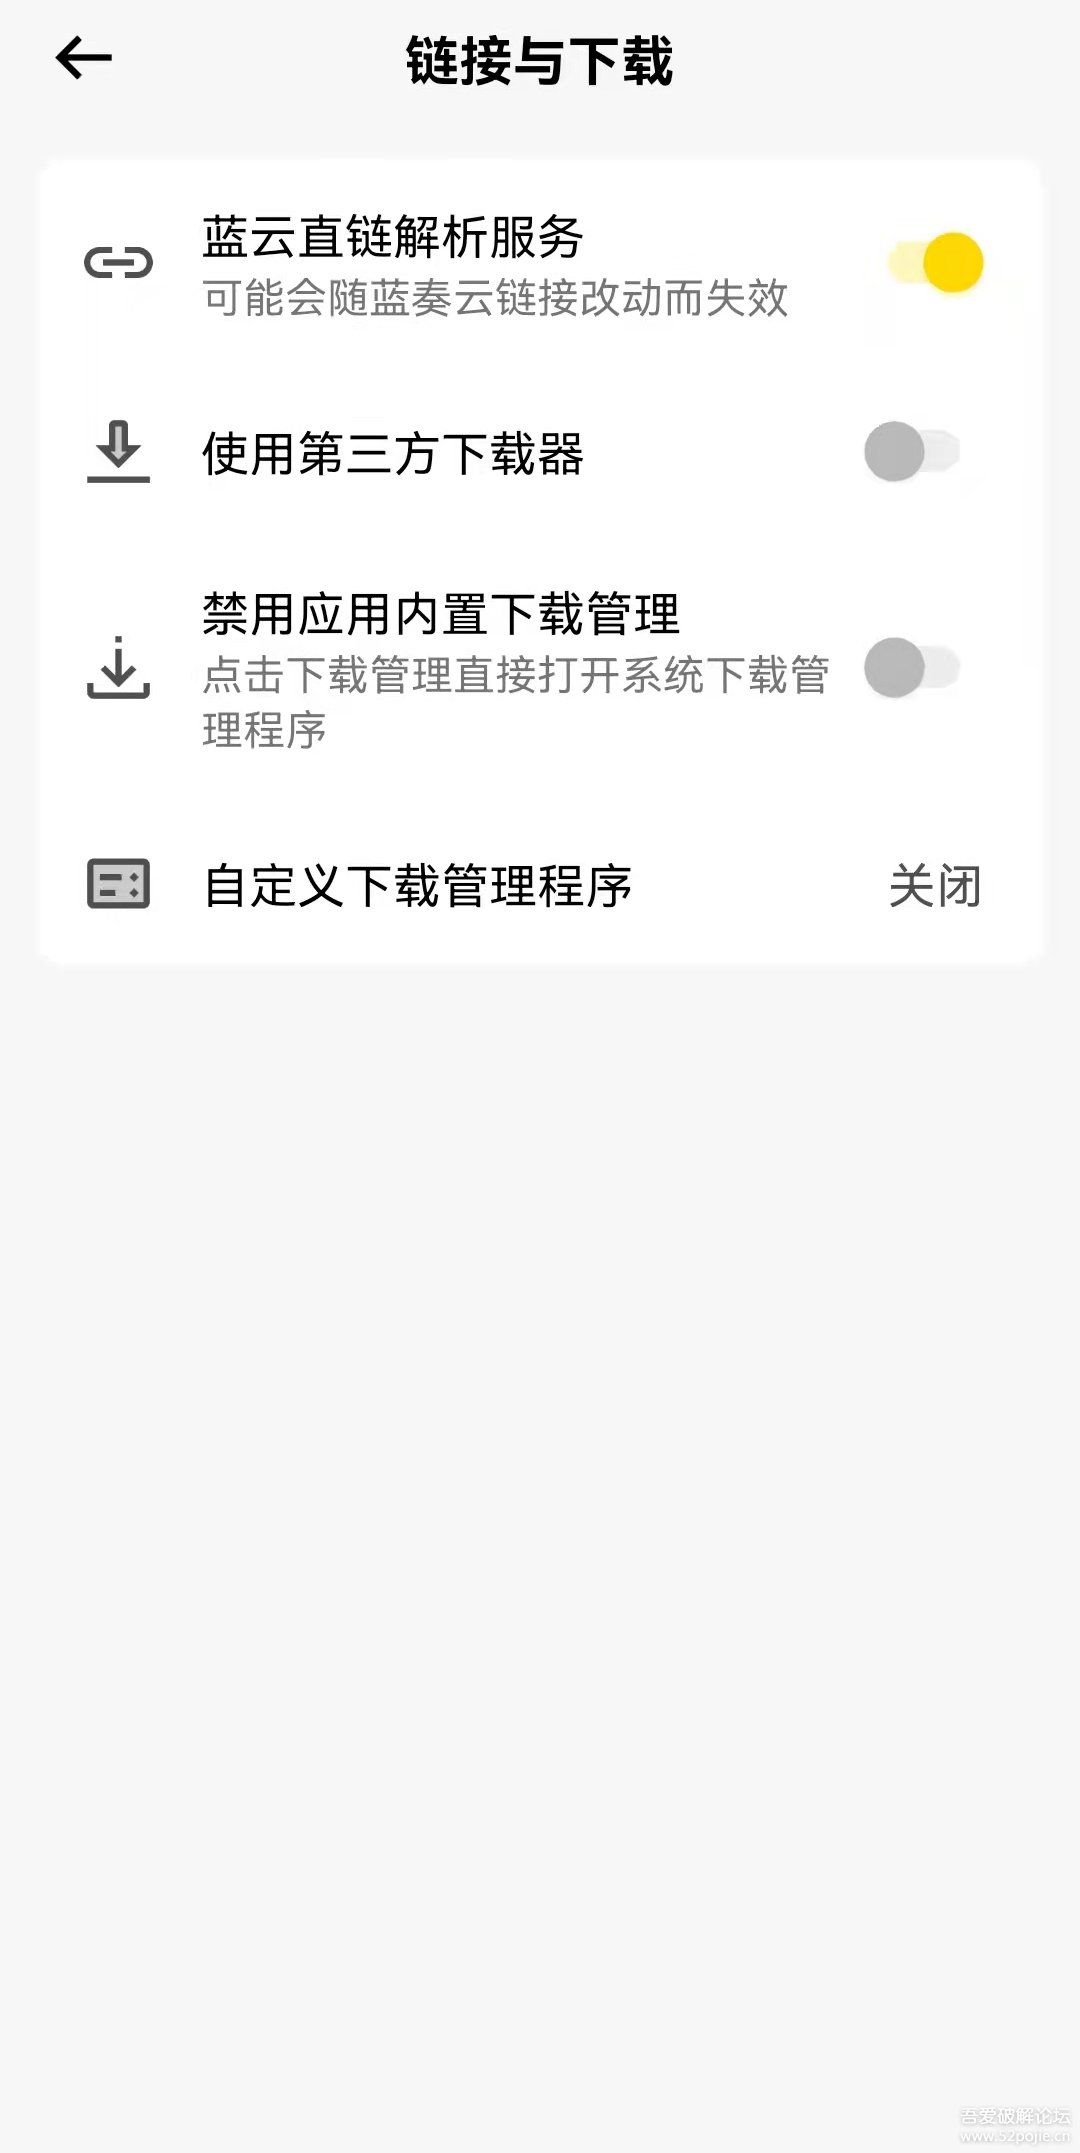 链接与下载
蓝云直链解析服务
可能会随蓝奏云链接改动而失效
使用第三方下载器
禁用应用内置下载管理
点击下载管理直接打开系统下载管
理程序
自定义下载管理程序
关闭
吾爱破解论坛
www.52pojie.cn